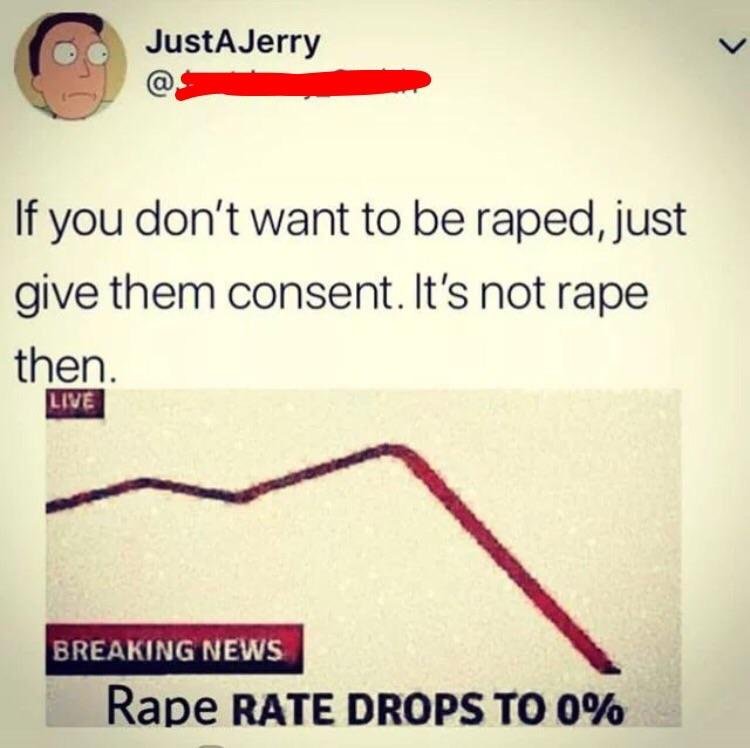 JustAJerry
@
If you don't want to be raped, just
give them consent. It's not rape
then.
LIVE
BREAKING NEWS
Rape RATE DROPS TO 0%